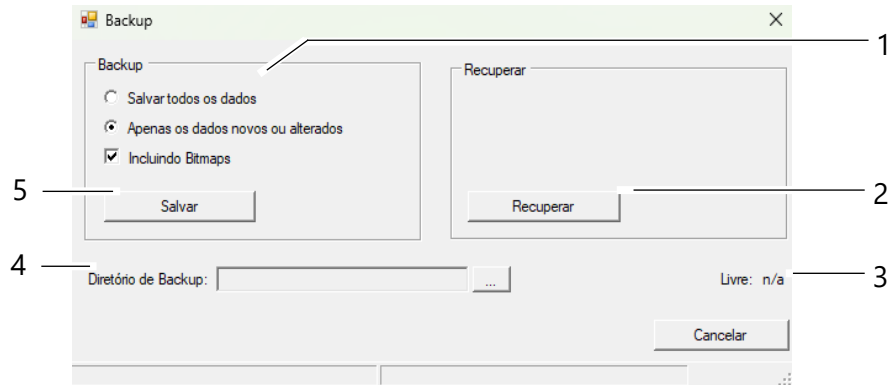 Backup
1
Backup
Recuperar
Salvar todos os dados
Apenas os dados novos ou alterados
Incluindo Bitmaps
5
Salvar
Recuperar
2
4
Diretório de Backup:
...
Livre: n/a
3
Cancelar